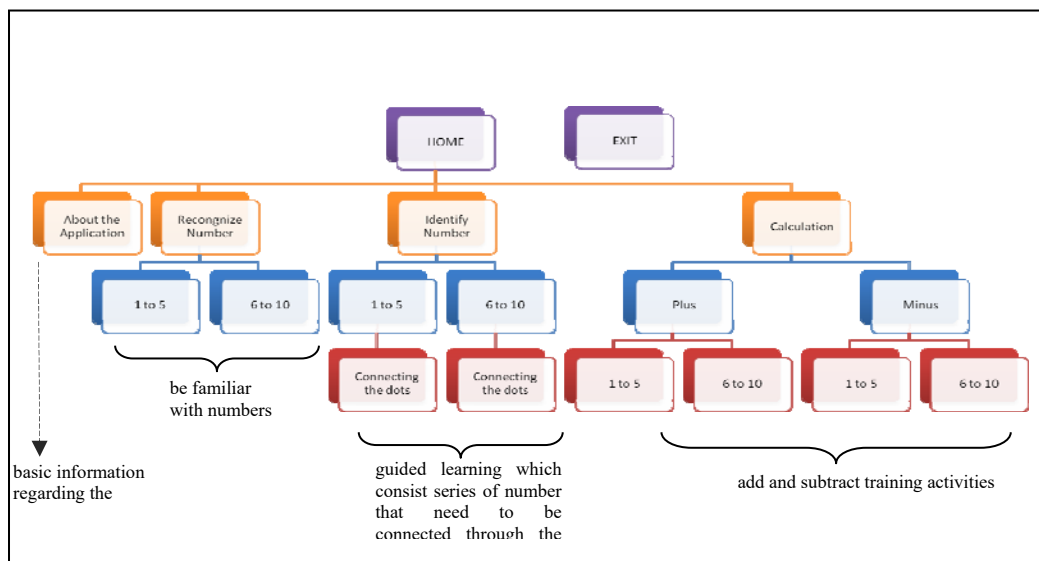 HOME
EXIT
About the
Application
Recongnize
Number
Identify
Number
Calculation
1 to 5
6 to 10
1 to 5
6 to 10
Plus
Minus
Connecting
the dots
Connecting
the dots
1 to 5
6 to 10
1 to 5
6 to 10
be familiar
with numbers
basic information
regarding the
guided learning which
consist series of number
that need to be
connected through the
add and subtract training activities